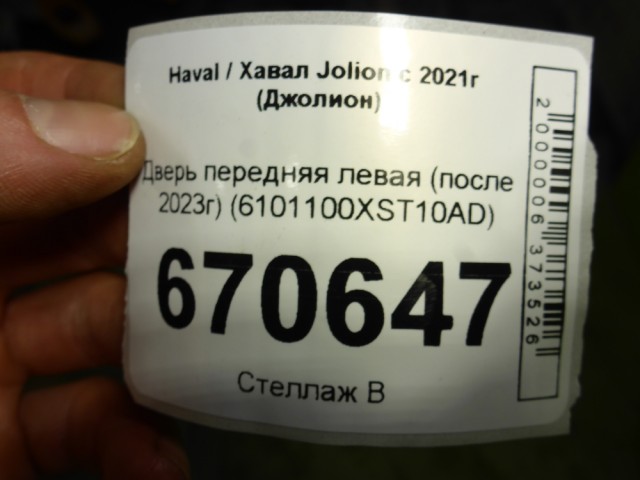 Haval / Хавал Jolion с 2021г
(Джолион)
Дверь передняя левая (после
2023г) (6101100XST10AD)
670647
Стеллаж В
2000006373526